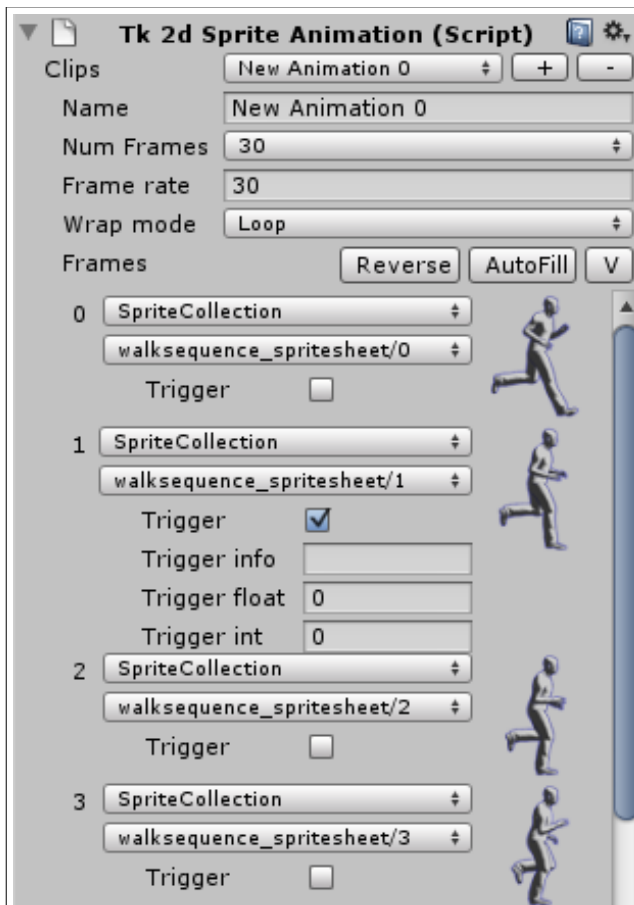 Tk 2d Sprite Animation (Script)
Clips New Animation 0 + -
Name New Animation 0
Num Frames 30
Frame rate 30
Wrap mode Loop
Frames Reverse AutoFill V
0 SpriteCollection
walksequence_spritesheet/0
Trigger
1 SpriteCollection
walksequence_spritesheet/1
Trigger
Trigger info
Trigger float 0
Trigger int 0
2 SpriteCollection
walksequence_spritesheet/2
Trigger
3 SpriteCollection
walksequence_spritesheet/3
Trigger